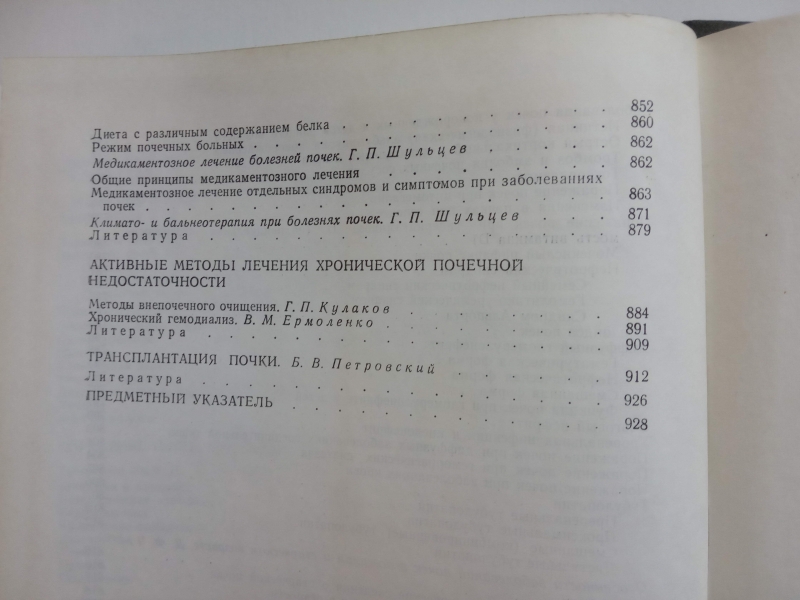 Диета с различным содержанием белка . . . . . . . . . 852
Режим почечных больных . . . . . . . . . . . . 860
Медикаментозное лечение болезней почек. Г. П. Шульцев . . . . 862
Общие принципы медикаментозного лечения . . . . . . . . 862
Медикаментозное лечение отдельных синдромов и симптомов при заболеваниях
почек . . . . . . . . . . . . . . . . 863
Климато- и бальнеотерапия при болезнях почек. Г. П. Шульцев . . . 871
Литература . . . . . . . . . . . . . . 879
АКТИВНЫЕ МЕТОДЫ ЛЕЧЕНИЯ ХРОНИЧЕСКОЙ ПОЧЕЧНОЙ
НЕДОСТАТОЧНОСТИ
Методы внепочечного очищения. Г. П. Кулаков . . . . . . . 884
Хронический гемодиализ. В. М. Ермоленко . . . . . . . . 891
Литература . . . . . . . . . . . . . . 909
ТРАНСПЛАНТАЦИЯ ПОЧКИ. Б. В. Петровский . . . . . . 912
Литература . . . . . . . . . . . . . . 926
ПРЕДМЕТНЫЙ УКАЗАТЕЛЬ . . . . . . . . . . . 928